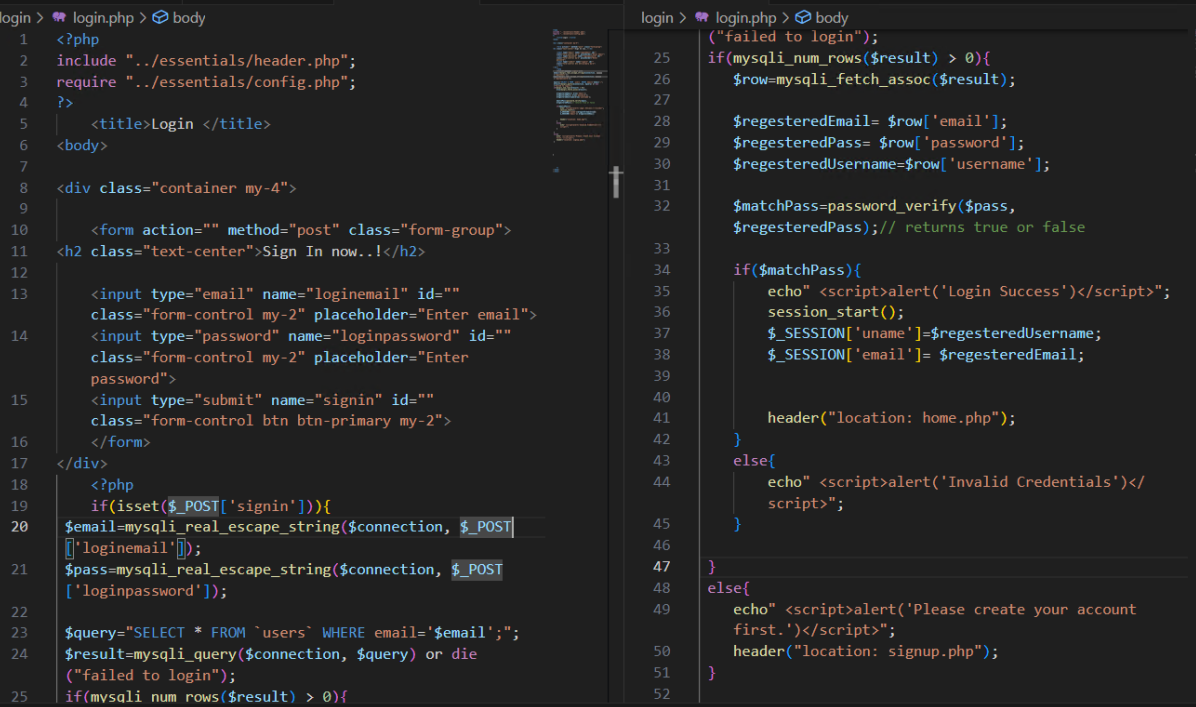 login > login.php > body
1 <?php
2 include "../essentials/header.php";
3 require "../essentials/config.php";
4 ?>
5 <title>Login </title>
6 <body>
7
8 <div class="container my-4">
9
10 <form action="" method="post" class="form-group">
11 <h2 class="text-center">Sign In now..!</h2>
12
13 <input type="email" name="loginemail" id=""
class="form-control my-2" placeholder="Enter email">
14 <input type="password" name="loginpassword" id=""
class="form-control my-2" placeholder="Enter
password">
15 <input type="submit" name="signin" id=""
class="form-control btn btn-primary my-2">
16 </form>
17 </div>
18 <?php
19 if(isset($_POST['signin'])){
20 $email=mysqli_real_escape_string($connection, $_POST
['loginemail']);
21 $pass=mysqli_real_escape_string($connection, $_POST
['loginpassword']);
22
23 $query="SELECT * FROM `users` WHERE email='$email';";
24 $result=mysqli_query($connection, $query) or die
("failed to login");
25 if(mysqli_num_rows($result) > 0){
login > login.php > body
("failed to login");
25 if(mysqli_num_rows($result) > 0){
26 $row=mysqli_fetch_assoc($result);
27
28 $regesteredEmail= $row['email'];
29 $regesteredPass= $row['password'];
30 $regesteredUsername=$row['username'];
31
32 $matchPass=password_verify($pass,
$regesteredPass);// returns true or false
33
34 if($matchPass){
35 echo" <script>alert('Login Success')</script>";
36 session_start();
37 $_SESSION['uname']=$regesteredUsername;
38 $_SESSION['email']= $regesteredEmail;
39
40
41 header("location: home.php");
42 }
43 else{
44 echo" <script>alert('Invalid Credentials')</
script>";
45 }
46
47 }
48 else{
49 echo" <script>alert('Please create your account
first.')</script>";
50 header("location: signup.php");
51 }
52